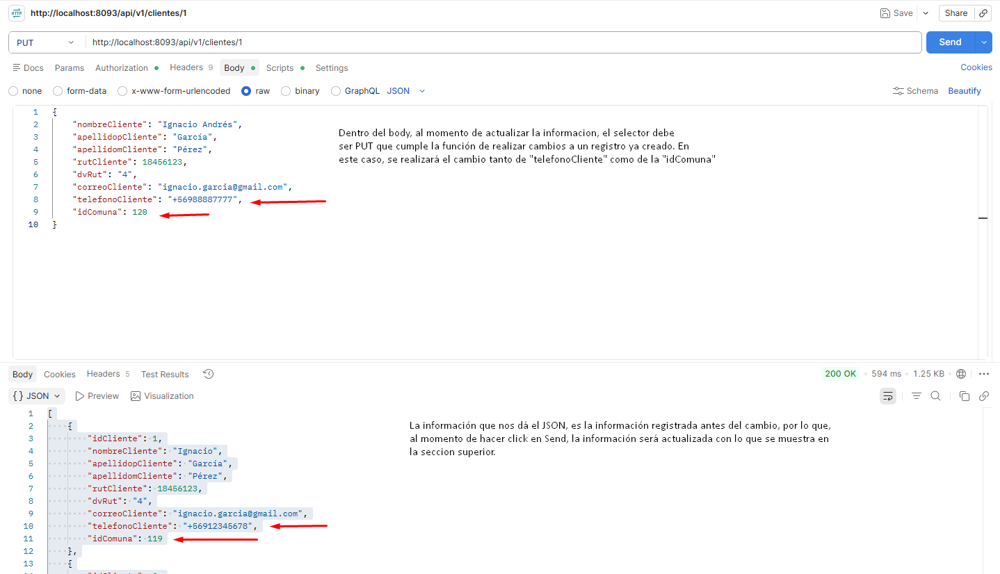 http://localhost:8093/api/v1/clientes/1
Save
Share
PUT
http://localhost:8093/api/v1/clientes/1
Send
Docs Params Authorization Headers 9 Body Scripts Settings
Cookies
none form-data x-www-form-urlencoded raw binary GraphQL JSON
Schema Beautify
1 {
2 "nombreCliente": "Ignacio Andrés",
3 "apellidopCliente": "García",
4 "apellidomCliente": "Pérez",
5 "rutCliente": 18456123,
6 "dvRut": "4",
7 "correoCliente": "ignacio.garcia@gmail.com",
8 "telefonoCliente": "+56988887777",
9 "idComuna": 120
10 }
Dentro del body, al momento de actualizar la informacion, el selector debe
ser PUT que cumple la función de realizar cambios a un registro ya creado. En
este caso, se realizará el cambio tanto de "telefonoCliente" como de la "idComuna"
Body Cookies Headers 5 Test Results
200 OK • 594 ms • 1.25 KB
{} JSON Preview Visualization
1 [
2 {
3 "idCliente": 1,
4 "nombreCliente": "Ignacio",
5 "apellidopCliente": "García",
6 "apellidomCliente": "Pérez",
7 "rutCliente": 18456123,
8 "dvRut": "4",
9 "correoCliente": "ignacio.garcia@gmail.com",
10 "telefonoCliente": "+56912345678",
11 "idComuna": 119
12 },
13 {
La información que nos dá el JSON, es la información registrada antes del cambio, por lo que,
al momento de hacer click en Send, la información será actualizada con lo que se muestra en
la seccion superior.